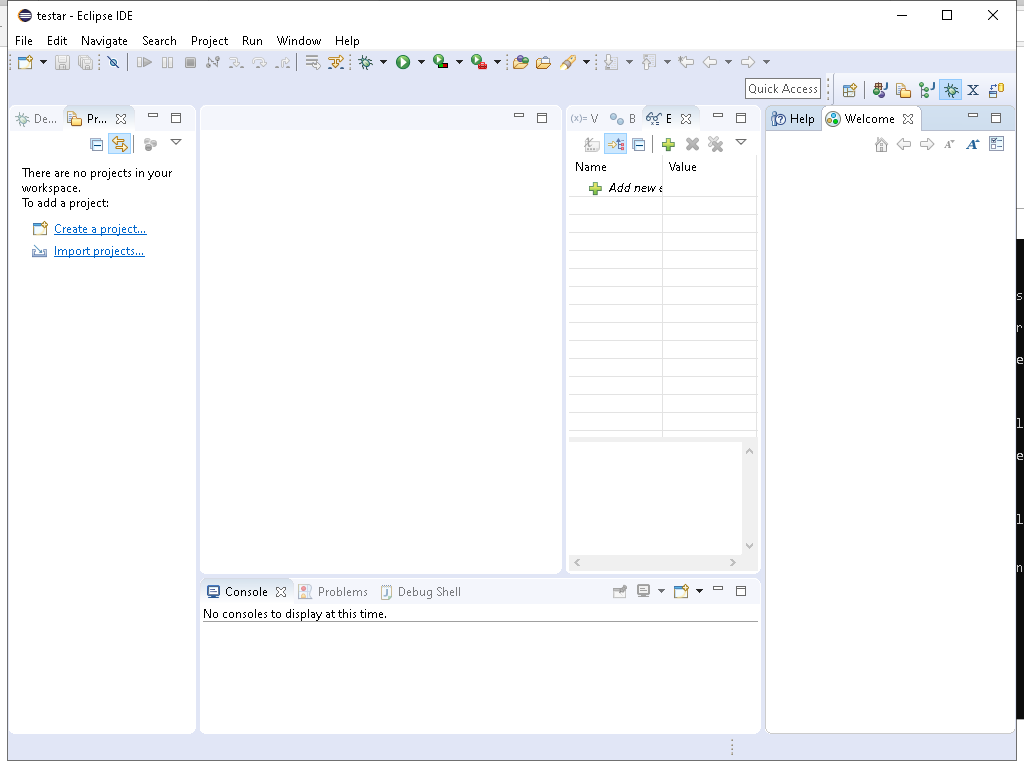 testar - Eclipse IDE
File Edit Navigate Search Project Run Window Help
Quick Access
De... Pr...
(x)= V B E
Help Welcome
There are no projects in your
workspace.
To add a project:
Create a project...
Import projects...
Name Value
Add new e
Console Problems Debug Shell
No consoles to display at this time.
s
r
e
l
e
l
n